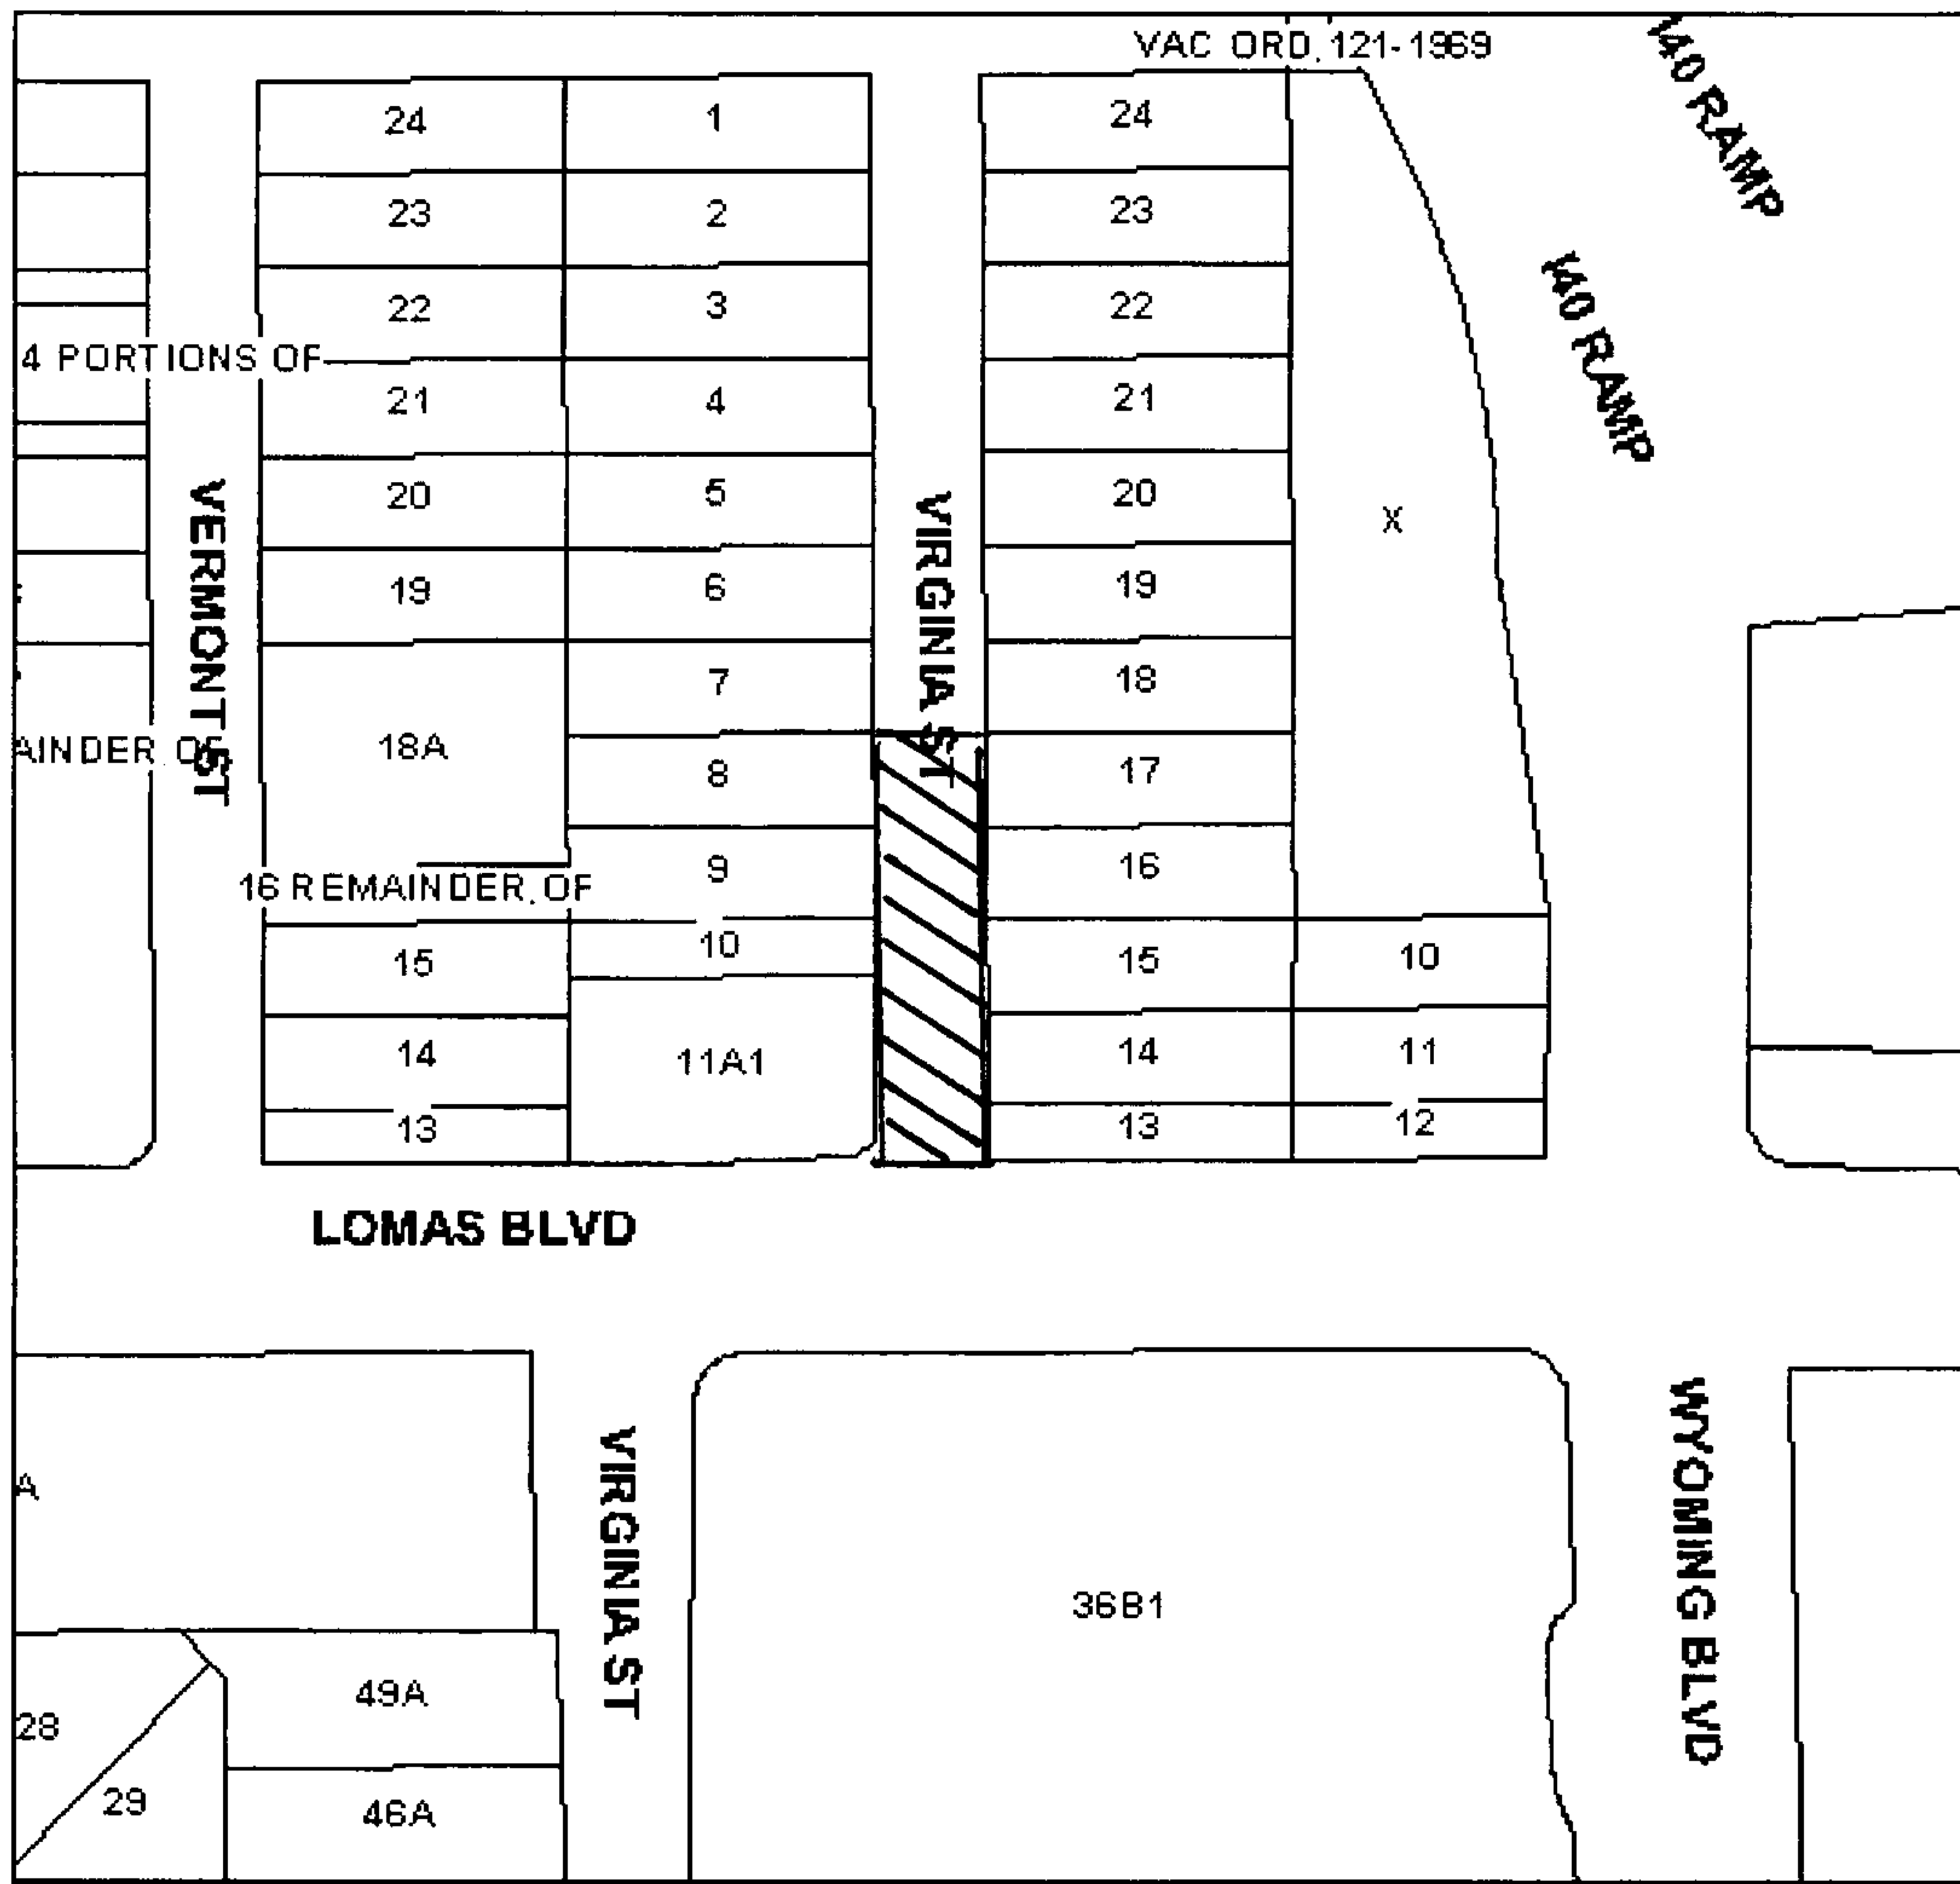 VAC ORD. 121-1969
I40 RAMP
I40 RAMP
24
1
24
23
2
23
22
3
22
4 PORTIONS OF
21
4
21
20
5
20
X
19
6
19
7
18
AINDER OF
18A
8
17
9
16
16 REMAINDER OF
15
10
15
10
14
11A1
14
11
13
13
12
VERMONT ST
VIRGINIA ST
LOMAS BLVD
A
VIRGINIA ST
WYOMING BLVD
36B1
49A
28
29
46A